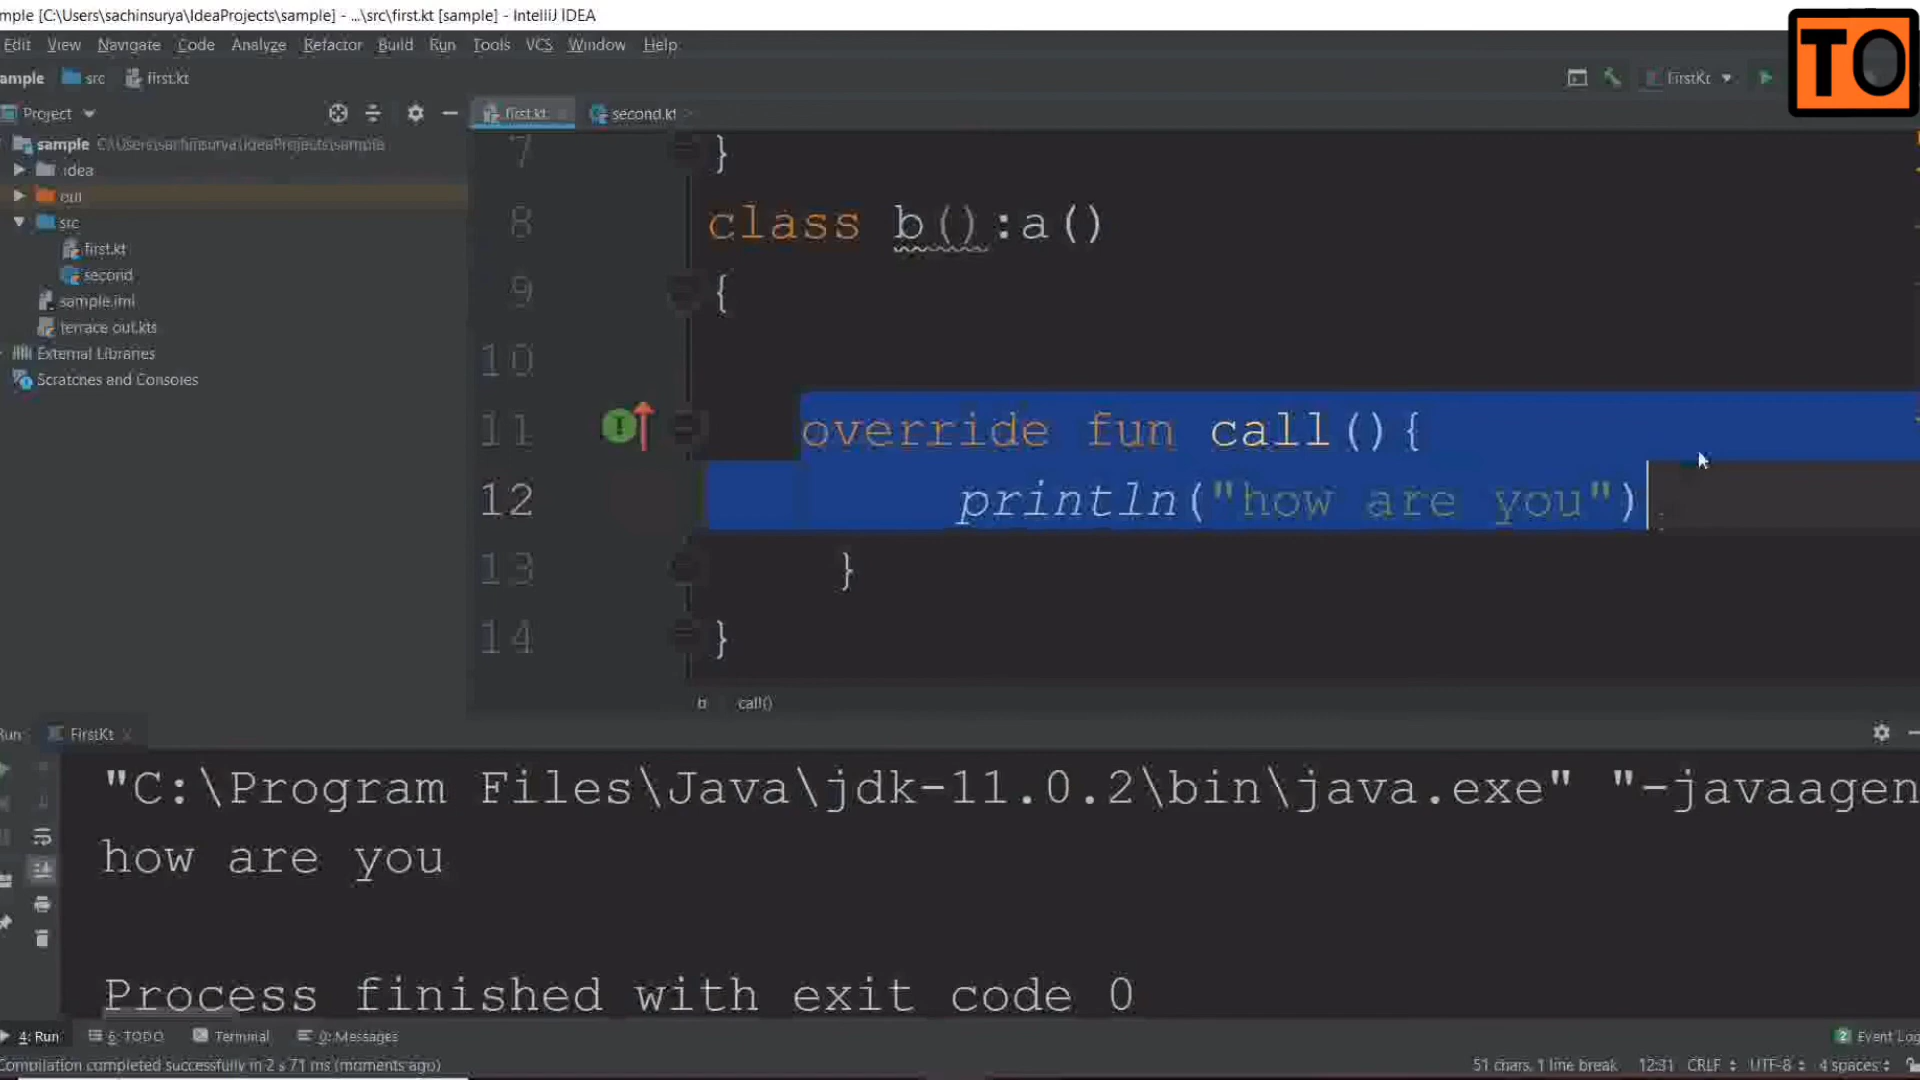 mple [C:\Users\sachinsurya\IdeaProjects\sample] - ...\src\first.kt [sample] - IntelliJ IDEA
TO
Edit View Navigate Code Analyze Refactor Build Run Tools VCS Window Help
ample src first.kt
FirstKt
Project
first.kt
second.kt
sample C:\Users\sachinsurya\IdeaProjects\sample
.idea
out
src
first.kt
second
sample.iml
terrace out.kts
External Libraries
Scratches and Consoles
7 }
8 class b():a()
9 {
10
11 override fun call(){
12 println("how are you")
13 }
14 }
b call()
Run: FirstKt
"C:\Program Files\Java\jdk-11.0.2\bin\java.exe" "-javaagen
how are you
Process finished with exit code 0
4: Run 6: TODO Terminal 0: Messages
2 Event Log
Compilation completed successfully in 2 s 71 ms (moments ago)
51 chars, 1 line break 12:31 CRLF UTF-8 4 spaces